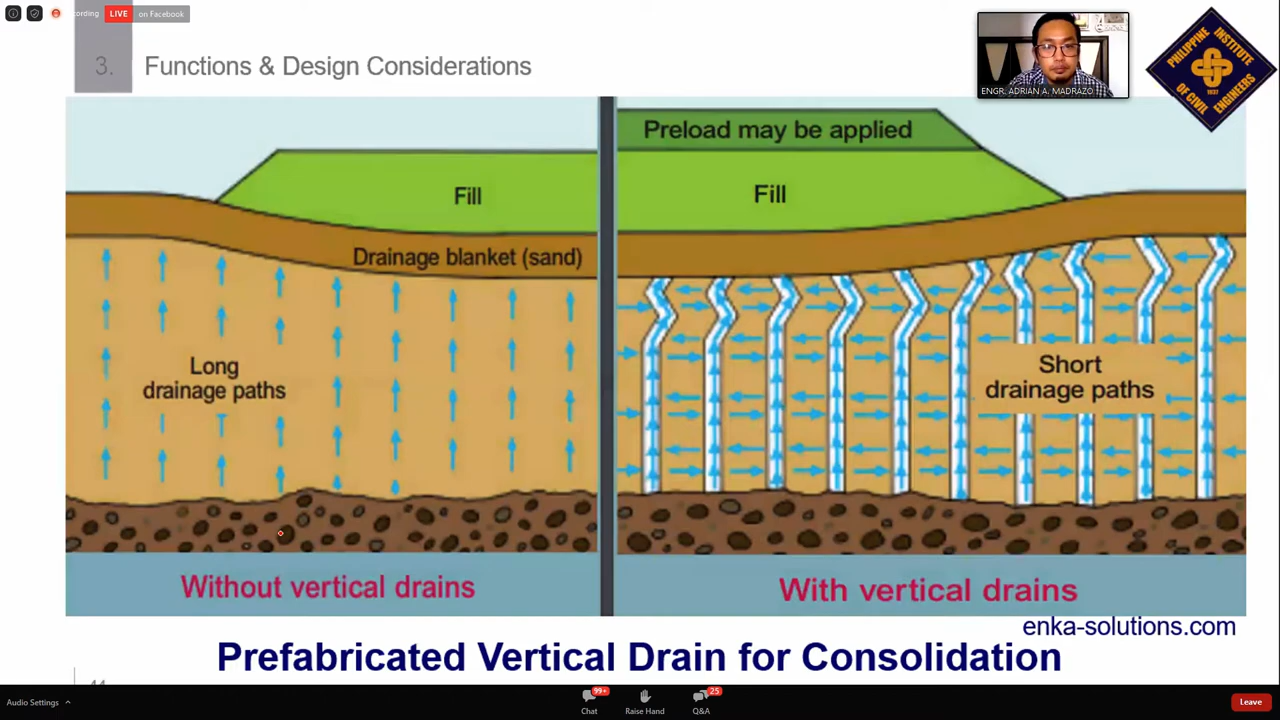 cording
LIVE
on Facebook
3.
Functions & Design Considerations
ENGR. ADRIAN A. MADRAZO
PHILIPPINE
INSTITUTE
OF CIVIL
ENGINEERS
1937
Preload may be applied
Fill
Fill
Drainage blanket (sand)
Long
drainage paths
Short
drainage paths
Without vertical drains
With vertical drains
enka-solutions.com
Prefabricated Vertical Drain for Consolidation
Audio Settings
99+
Chat
Raise Hand
25
Q&A
Leave